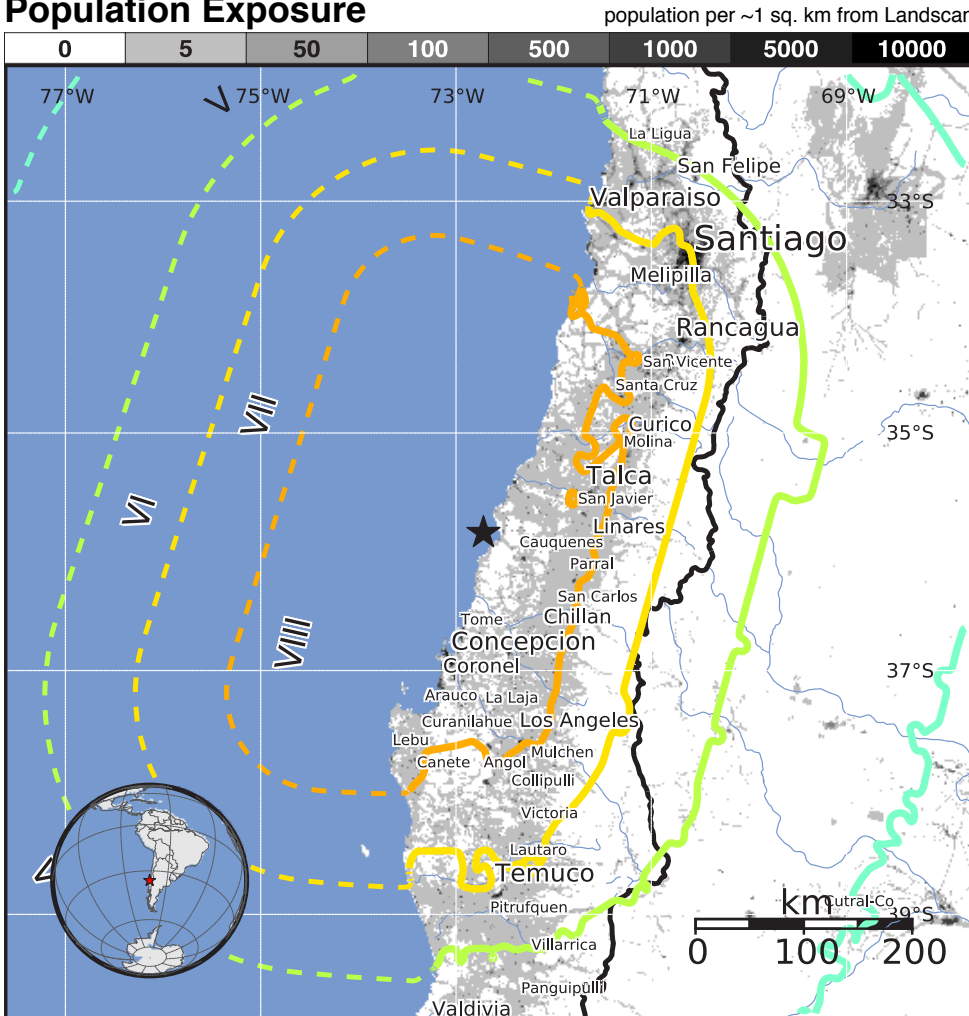 Population Exposure
population per ~1 sq. km from Landscan
0 5 50 100 500 1000 5000 10000
77°W 75°W 73°W 71°W 69°W
V
La Ligua
San Felipe
Valparaiso
33°S
Santiago
Melipilla
Rancagua
San Vicente
Santa Cruz
VII
Curico
35°S
Molina
Talca
San Javier
VI
Linares
Cauquenes
Parral
San Carlos
Chillan
Tome
VIII
Concepcion
Coronel
37°S
Arauco La Laja
Curanilahue Los Angeles
Lebu
Mulchen
Canete Angol
Collipulli
Victoria
Lautaro
V
Temuco
Cutral-Co
km
Pitrufquen
39°S
0 100 200
Villarrica
Panguipulli
Valdivia